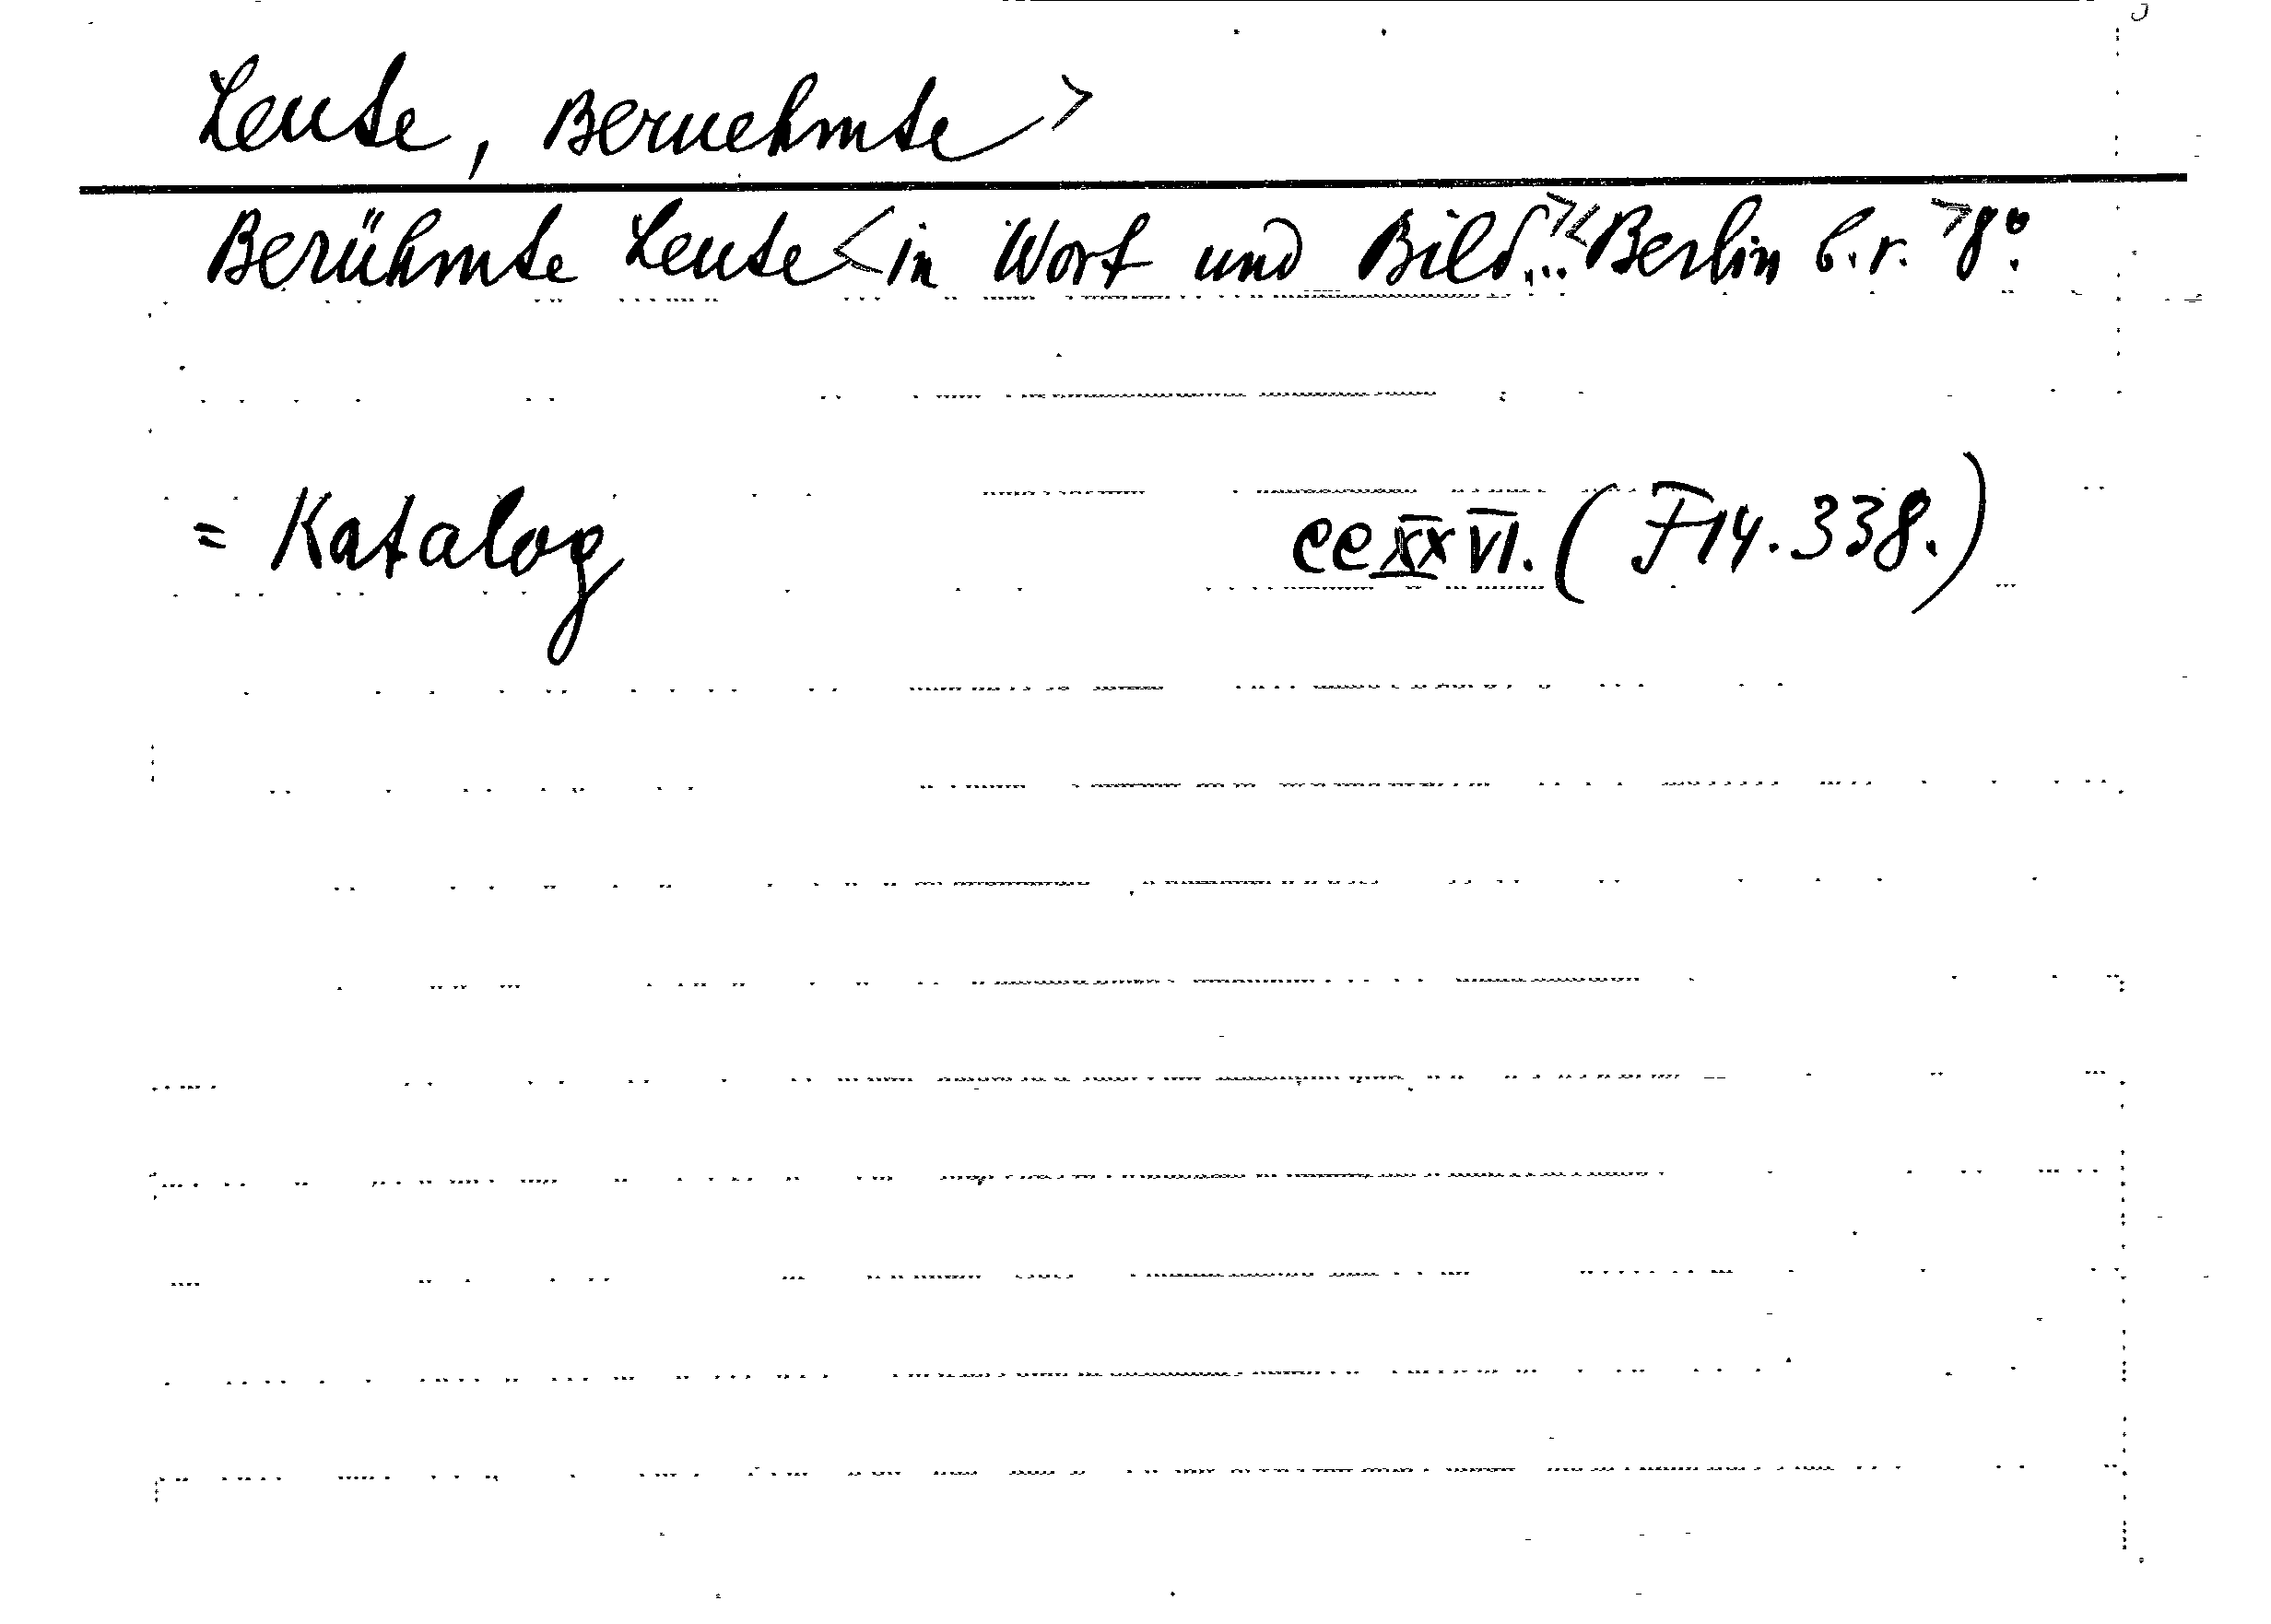 Leute, Beruehmte >
Berühmte Leute < in Wort und Bild... >< Berlin b.r. > 8°.
= Katalog CCXXVI. (F14.338.)